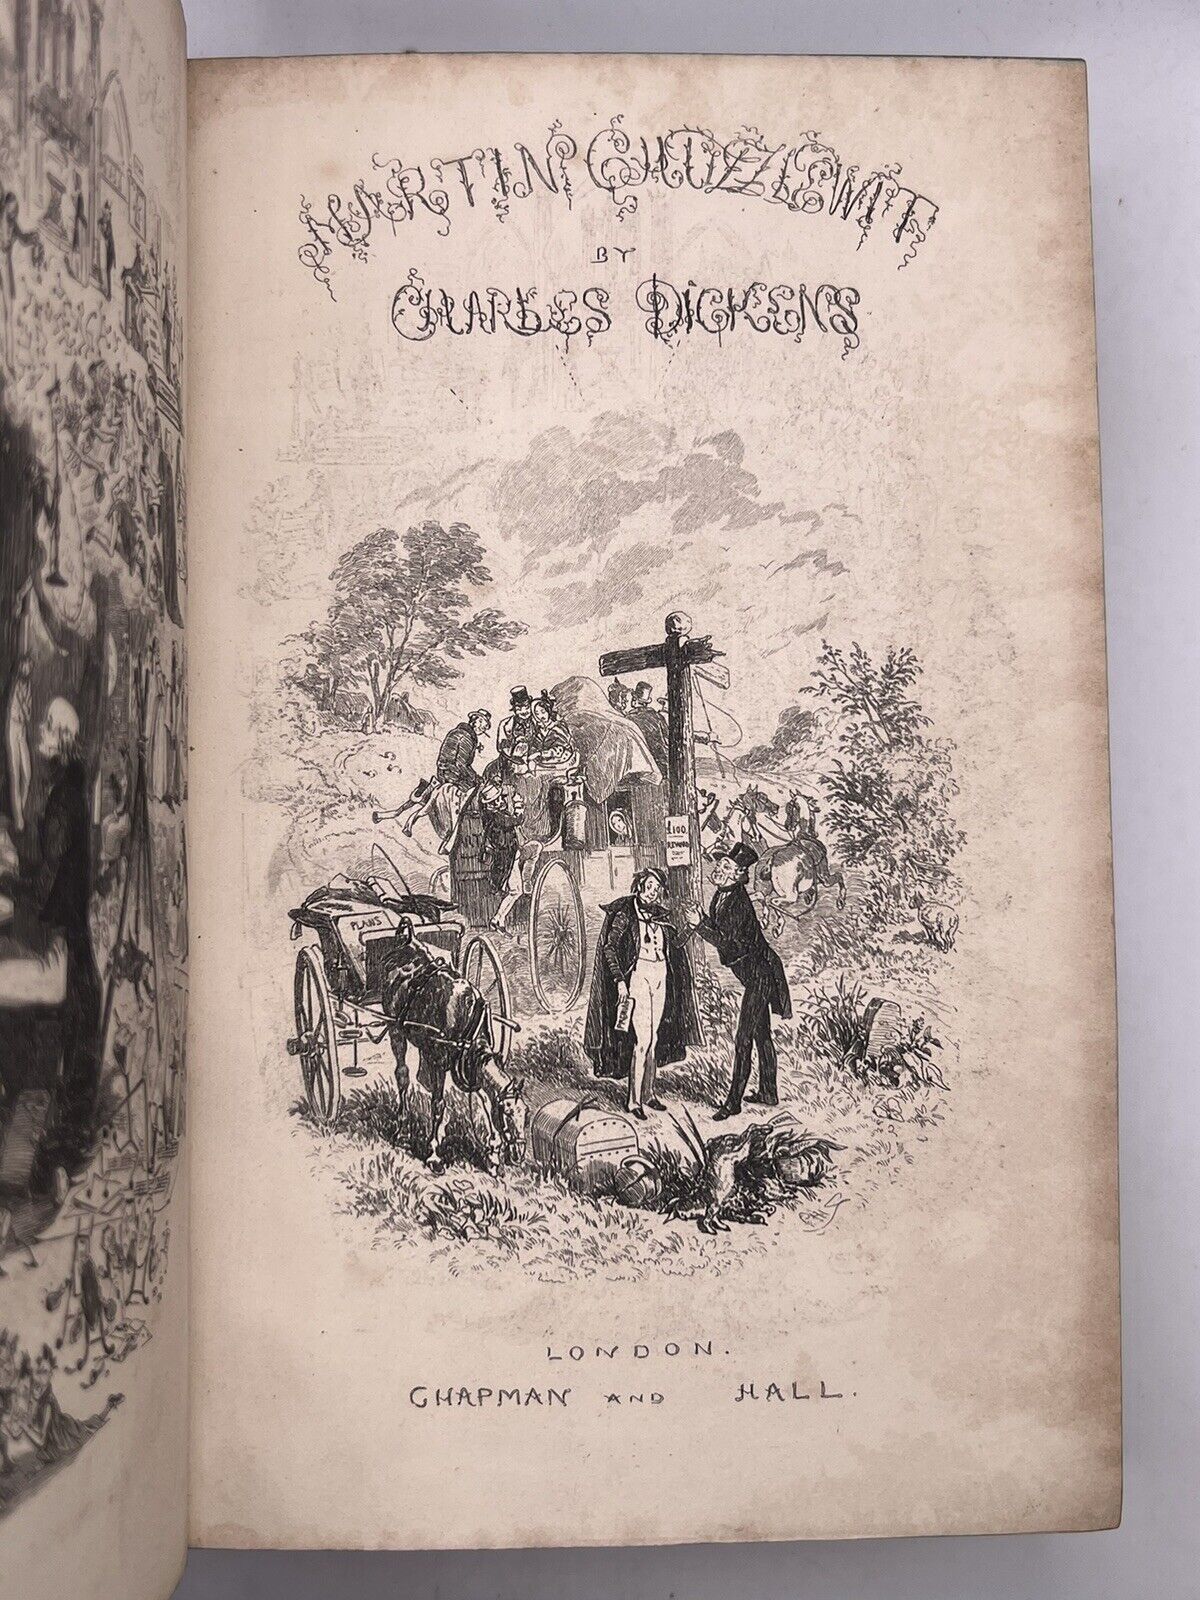 MARTIN CHUZZLEWIT
BY
CHARLES DICKENS
£100
REWARD
PLANS
LONDON.
CHAPMAN AND HALL.